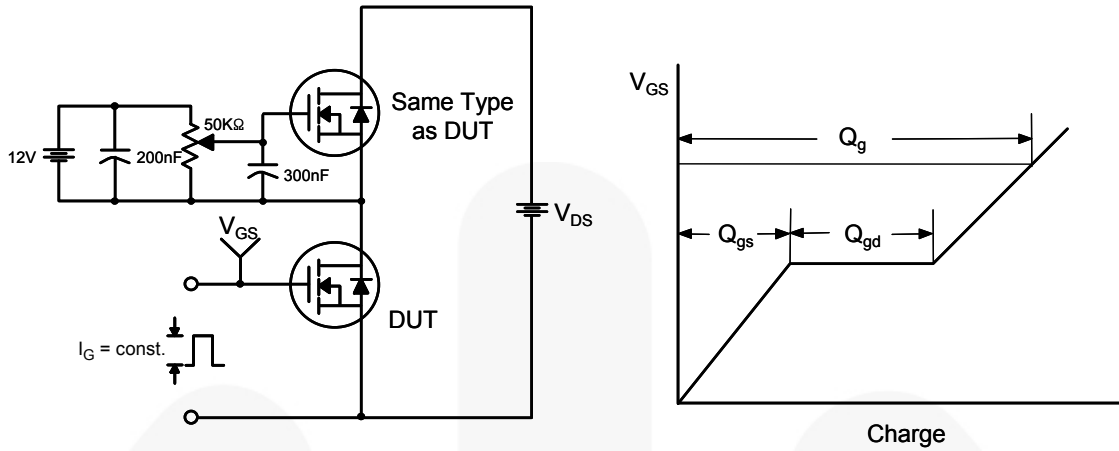 12V
200nF
50KΩ
300nF
Same Type
as DUT
V_GS
DUT
I_G = const.
V_DS
V_GS
Q_g
Q_gs
Q_gd
Charge